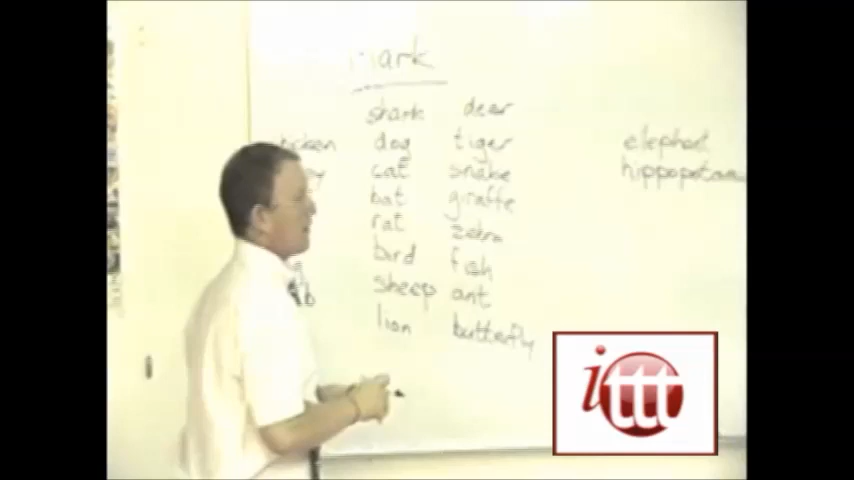 mark
shark dear
dog tiger elephant
cat snake hippopotamus
bat giraffe
rat zebra
bird fish
sheep ant
lion butterfly
ittt